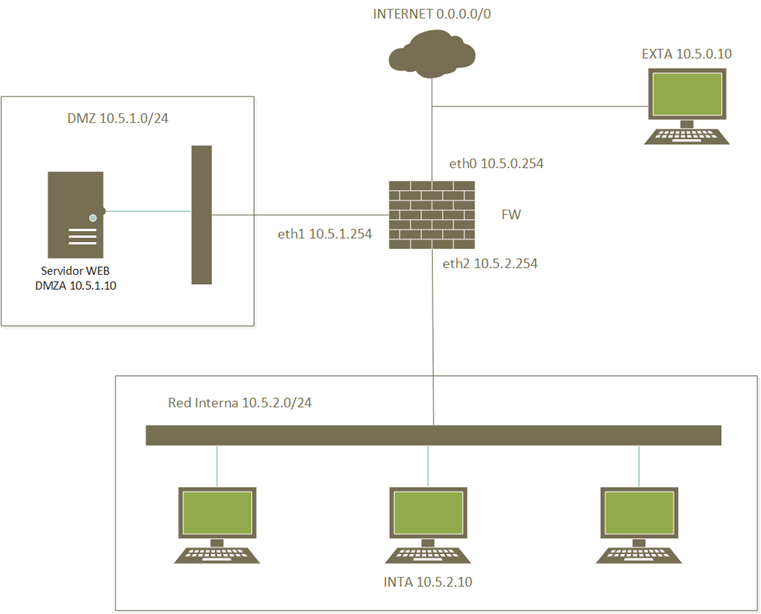 INTERNET 0.0.0.0/0
EXTA 10.5.0.10
DMZ 10.5.1.0/24
eth0 10.5.0.254
FW
eth1 10.5.1.254
eth2 10.5.2.254
Servidor WEB
DMZA 10.5.1.10
Red Interna 10.5.2.0/24
INTA 10.5.2.10